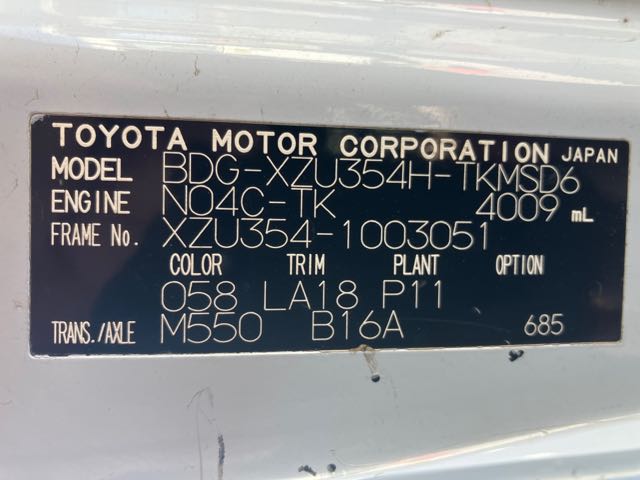 TOYOTA MOTOR CORPORATION JAPAN
MODEL BDG-XZU354H-TKMSD6
ENGINE N04C-TK 4009 mL
FRAME No. XZU354-1003051
COLOR TRIM PLANT OPTION
058 LA18 P11
TRANS./AXLE M550 B16A 685